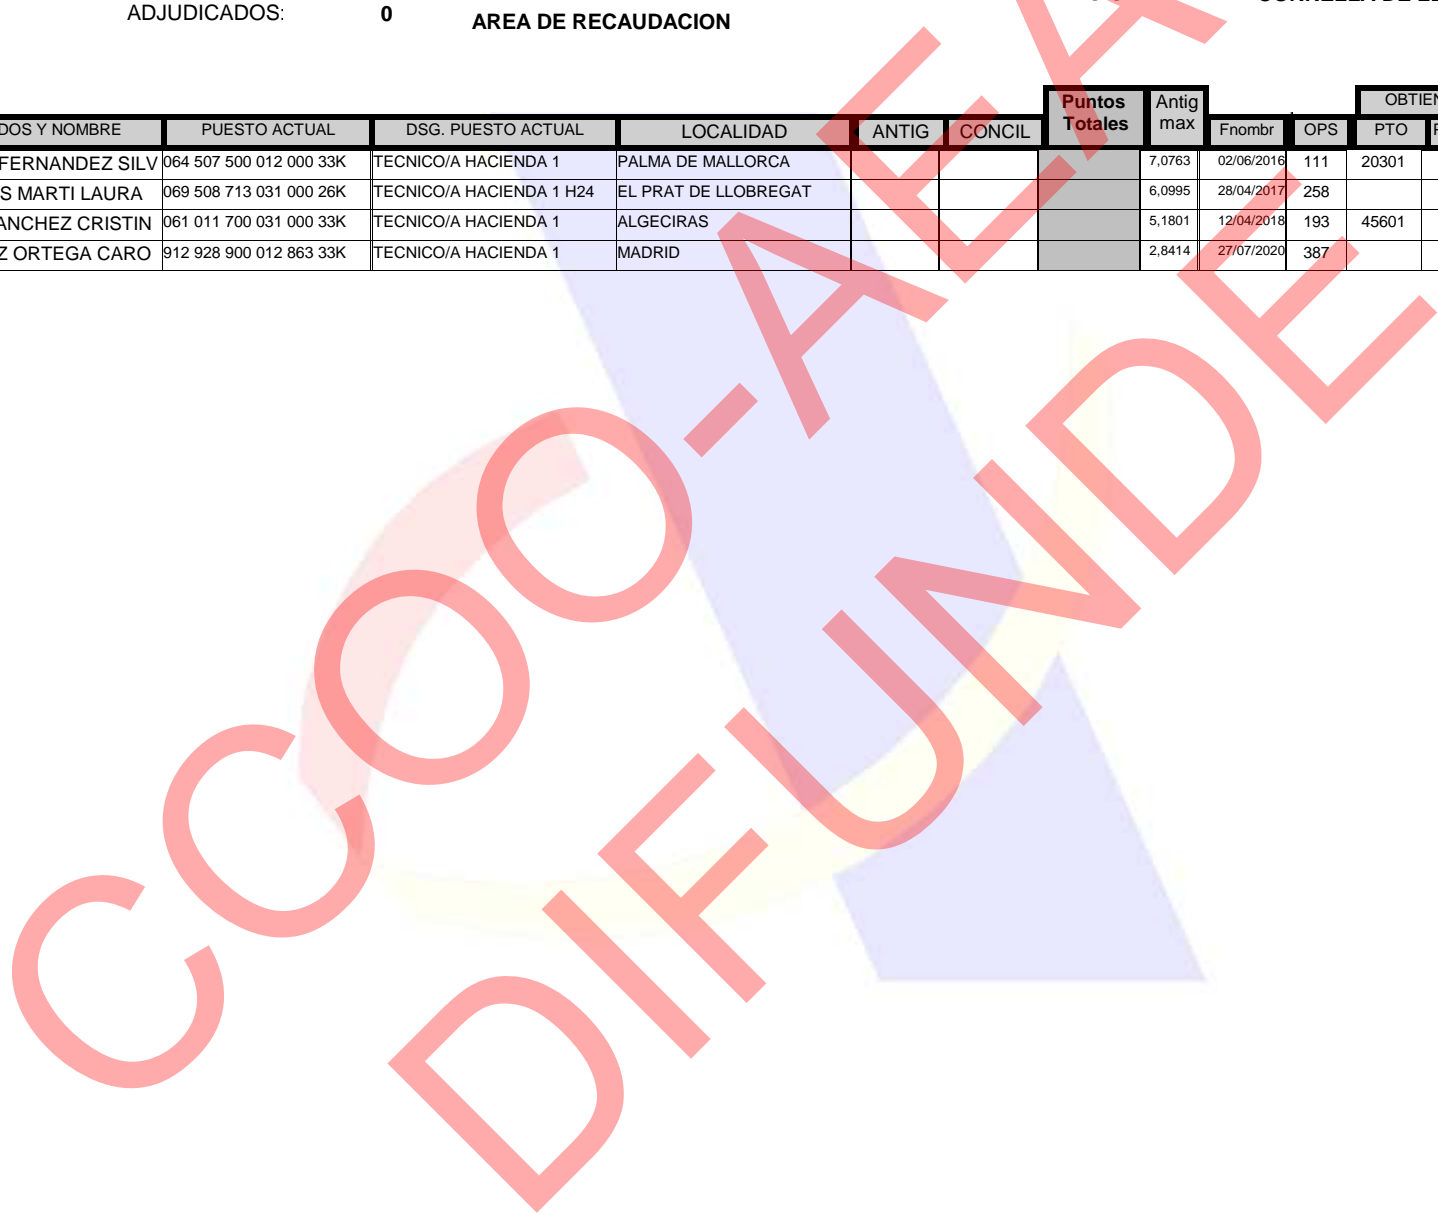 ADJUDICADOS: 0 AREA DE RECAUDACION
Puntos Totales Antig max OBTIEN
DOS Y NOMBRE PUESTO ACTUAL DSG. PUESTO ACTUAL LOCALIDAD ANTIG CONCIL Fnombr OPS PTO
FERNANDEZ SILV 064 507 500 012 000 33K TECNICO/A HACIENDA 1 PALMA DE MALLORCA 7,0763 02/06/2016 111 20301
S MARTI LAURA 069 508 713 031 000 26K TECNICO/A HACIENDA 1 H24 EL PRAT DE LLOBREGAT 6,0995 28/04/2017 258
ANCHEZ CRISTIN 061 011 700 031 000 33K TECNICO/A HACIENDA 1 ALGECIRAS 5,1801 12/04/2018 193 45601
Z ORTEGA CARO 912 928 900 012 863 33K TECNICO/A HACIENDA 1 MADRID 2,8414 27/07/2020 387
CCOO-AEA
DIFUNDE